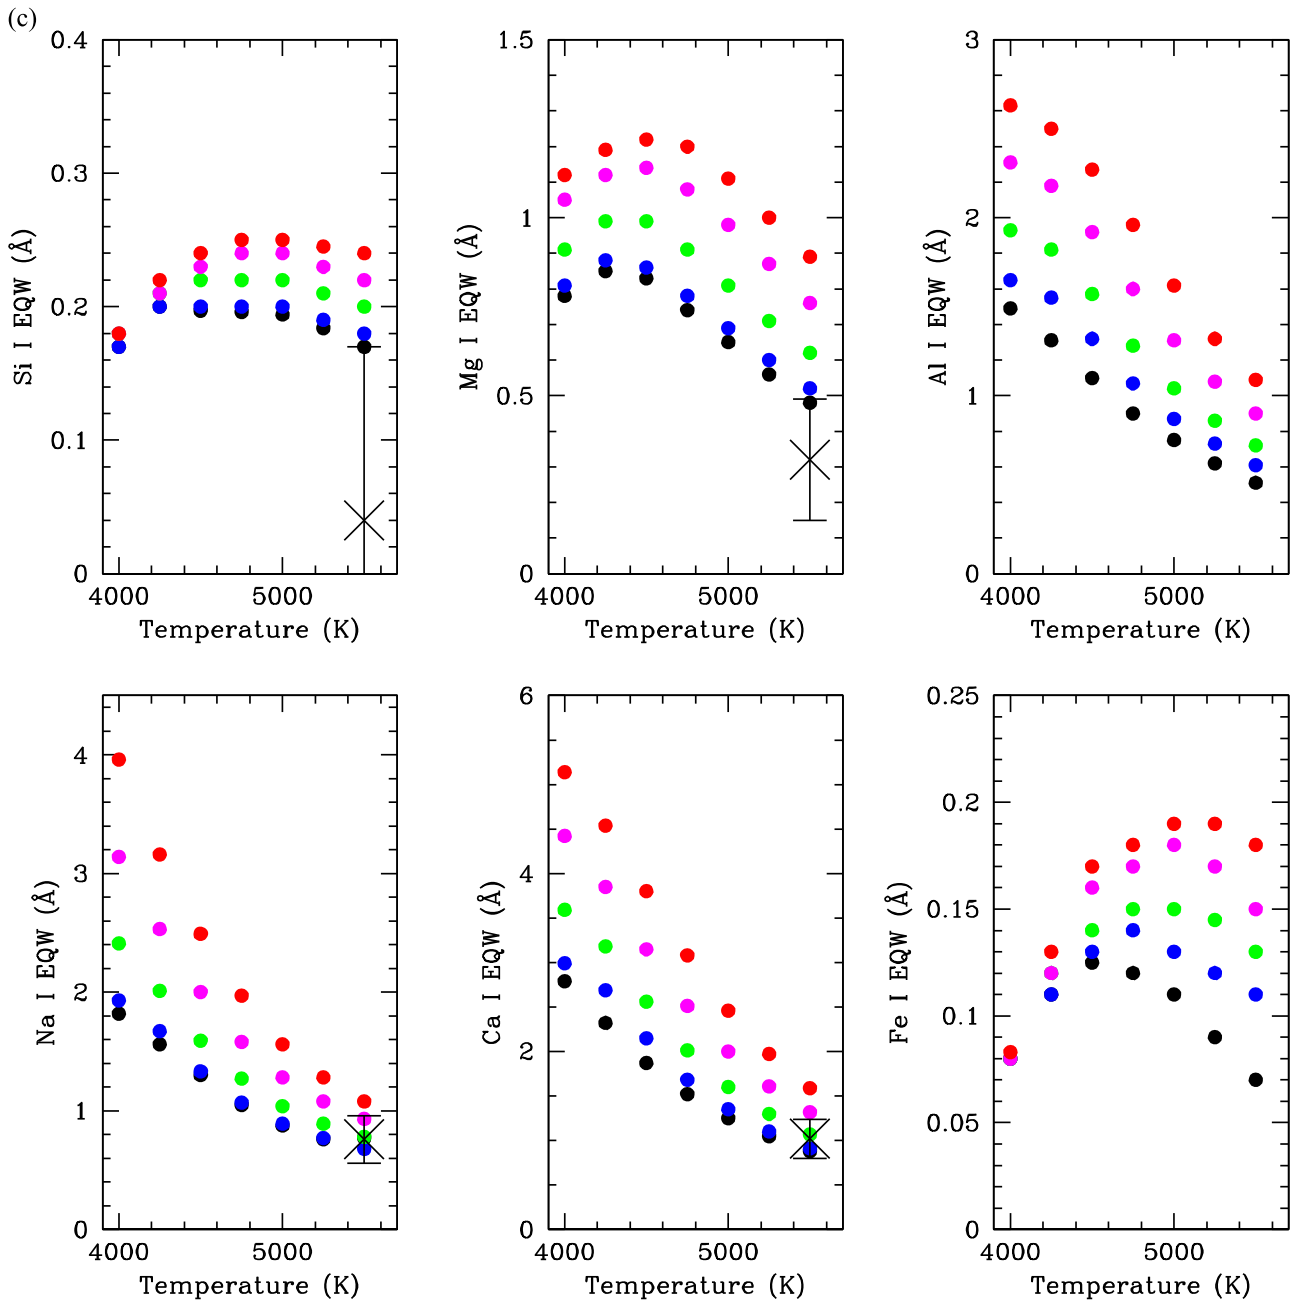 (c)
0.4
0.3
0.2
0.1
0
Si I EQW (Å)
4000 5000
Temperature (K)
1.5
1
0.5
0
Mg I EQW (Å)
4000 5000
Temperature (K)
3
2
1
0
Al I EQW (Å)
4000 5000
Temperature (K)
4
3
2
1
0
Na I EQW (Å)
4000 5000
Temperature (K)
6
4
2
0
Ca I EQW (Å)
4000 5000
Temperature (K)
0.25
0.2
0.15
0.1
0.05
0
Fe I EQW (Å)
4000 5000
Temperature (K)